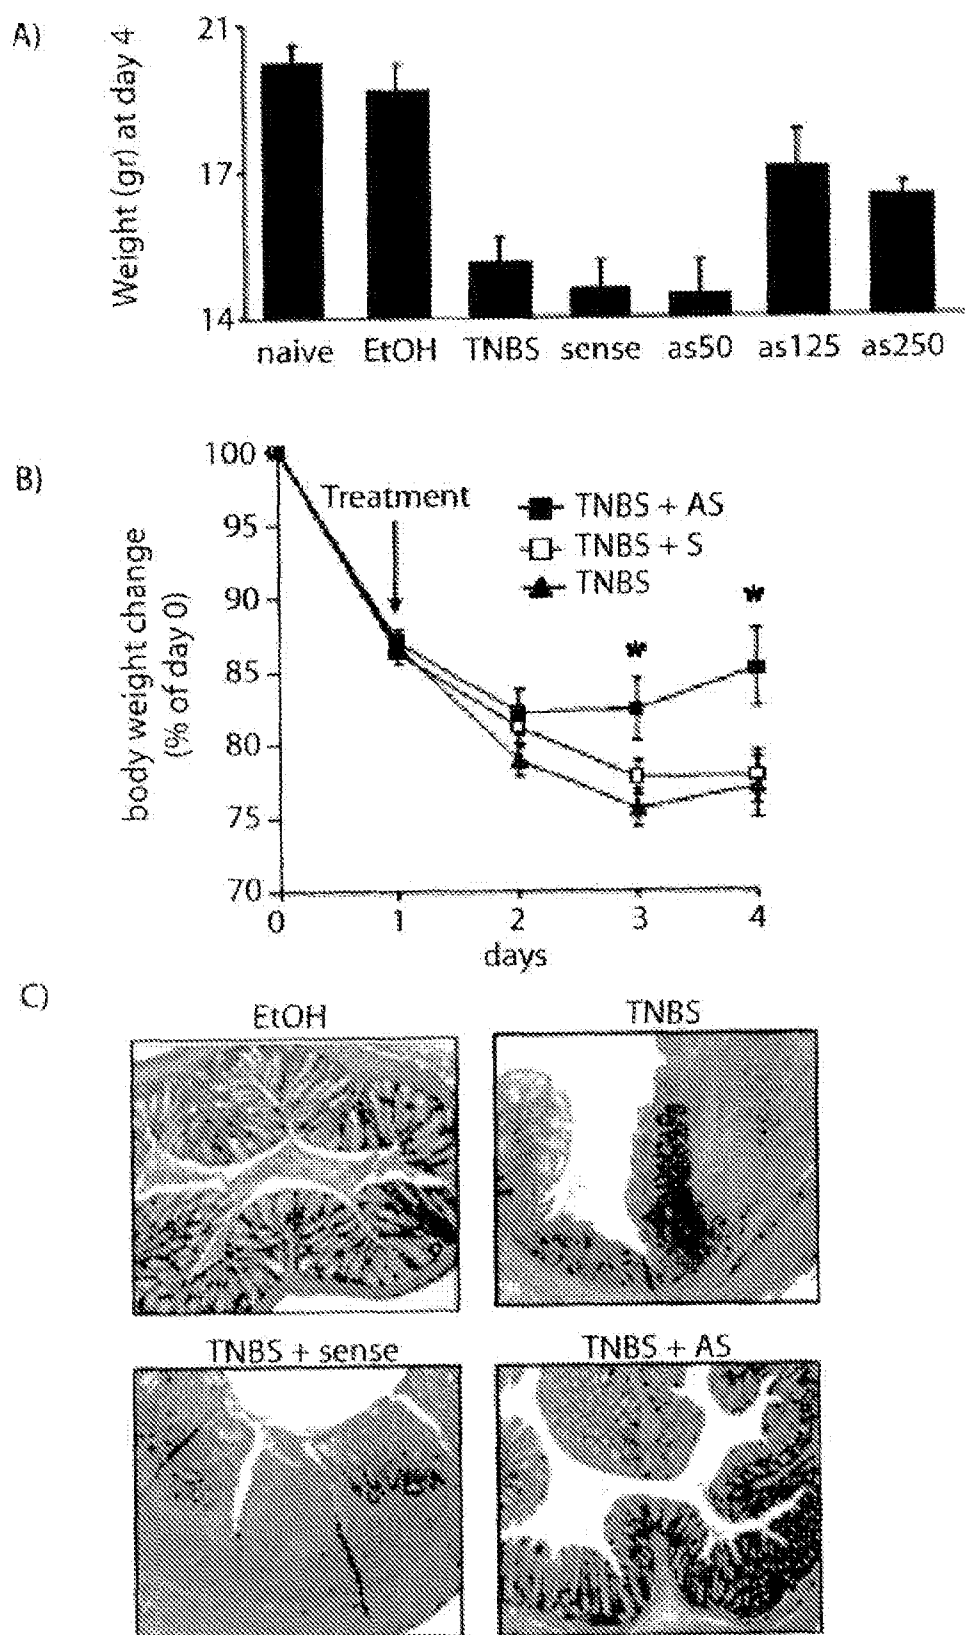 A)
Weight (gr) at day 4
21
17
14
naive EtOH TNBS sense as50 as125 as250
B)
body weight change
(% of day 0)
100
95
90
85
80
75
70
Treatment
TNBS + AS
TNBS + S
TNBS
*
*
0 1 2 3 4
days
C)
EtOH TNBS
TNBS + sense TNBS + AS